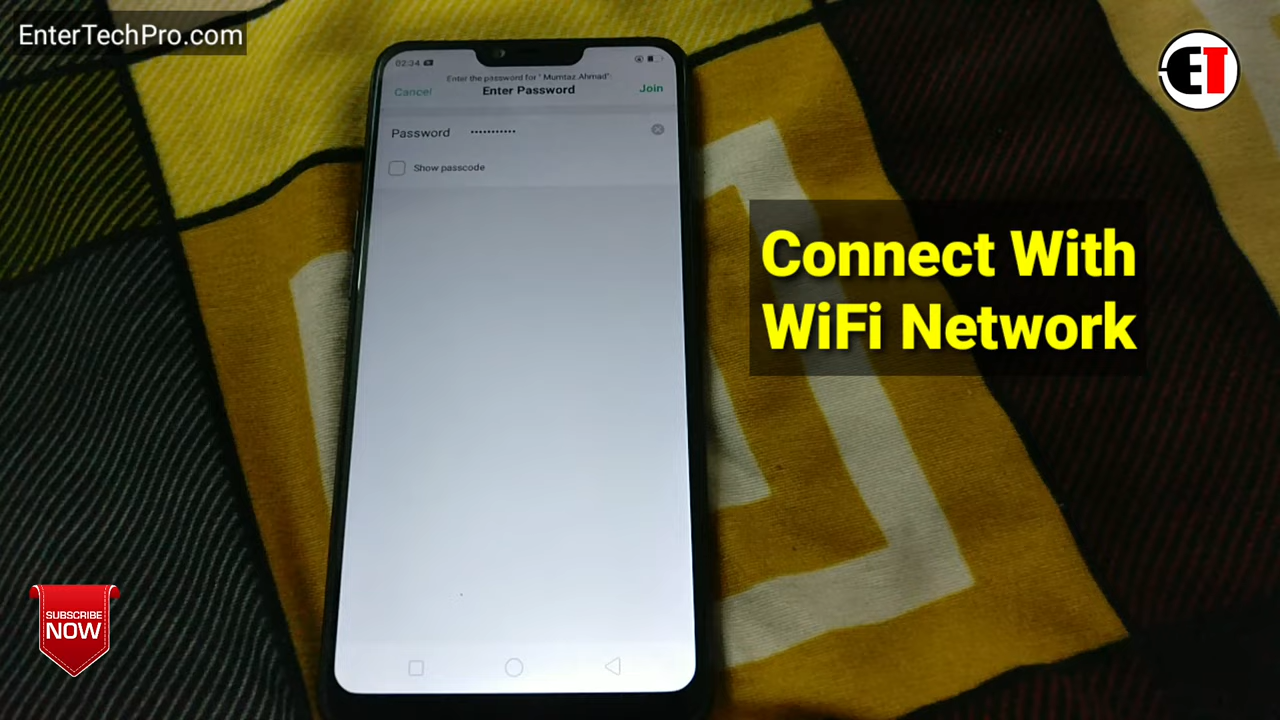 EnterTechPro.com
ET
02:34
Enter the password for " Mumtaz.Ahmad":
Cancel
Enter Password
Join
Password ···········
Show passcode
Connect With
WiFi Network
SUBSCRIBE
NOW